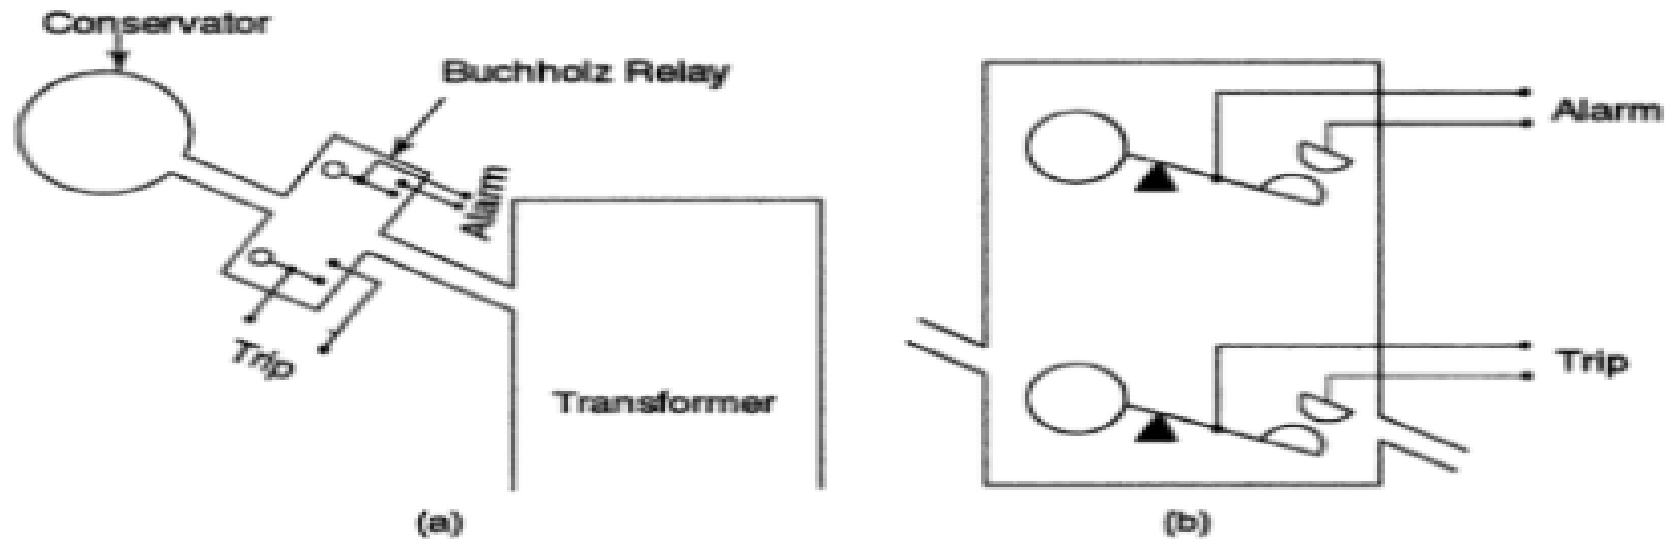 Conservator
Buchholz Relay
Alarm
Trip
Transformer
(a)
Alarm
Trip
(b)